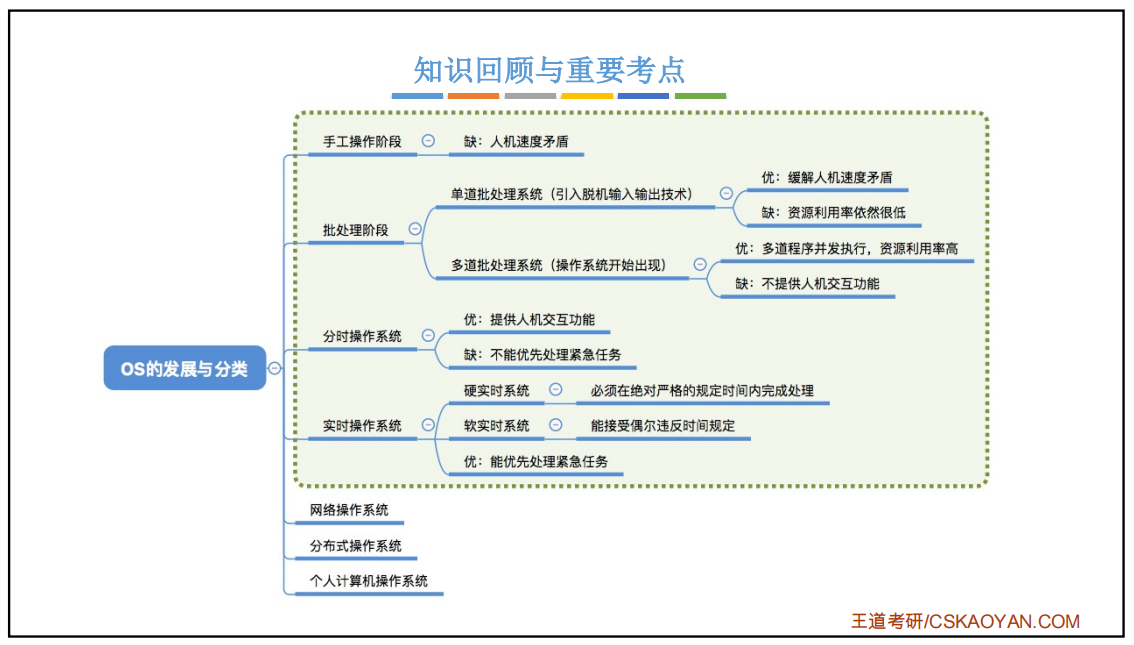 知识回顾与重要考点
手工操作阶段
缺：人机速度矛盾
批处理阶段
单道批处理系统（引入脱机输入输出技术）
优：缓解人机速度矛盾
缺：资源利用率依然很低
多道批处理系统（操作系统开始出现）
优：多道程序并发执行，资源利用率高
缺：不提供人机交互功能
OS的发展与分类
分时操作系统
优：提供人机交互功能
缺：不能优先处理紧急任务
实时操作系统
硬实时系统
必须在绝对严格的规定时间内完成处理
软实时系统
能接受偶尔违反时间规定
优：能优先处理紧急任务
网络操作系统
分布式操作系统
个人计算机操作系统
王道考研/CSKAOYAN.COM